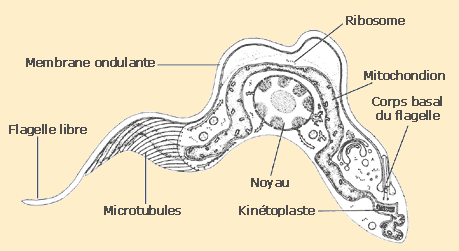 Ribosome
Membrane ondulante
Mitochondion
Corps basal
du flagelle
Flagelle libre
Noyau
Microtubules
Kinétoplaste